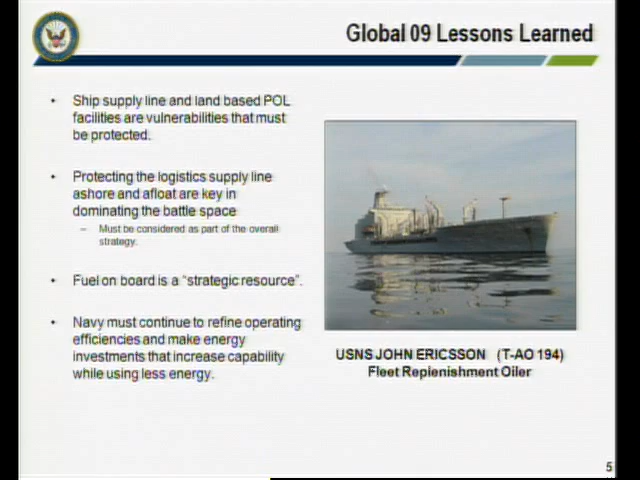 Global 09 Lessons Learned
• Ship supply line and land based POL
facilities are vulnerabilities that must
be protected.
• Protecting the logistics supply line
ashore and afloat are key in
dominating the battle space
– Must be considered as part of the overall
strategy.
• Fuel on board is a “strategic resource”.
• Navy must continue to refine operating
efficiencies and make energy
investments that increase capability
while using less energy.
USNS JOHN ERICSSON (T-AO 194)
Fleet Replenishment Oiler
5